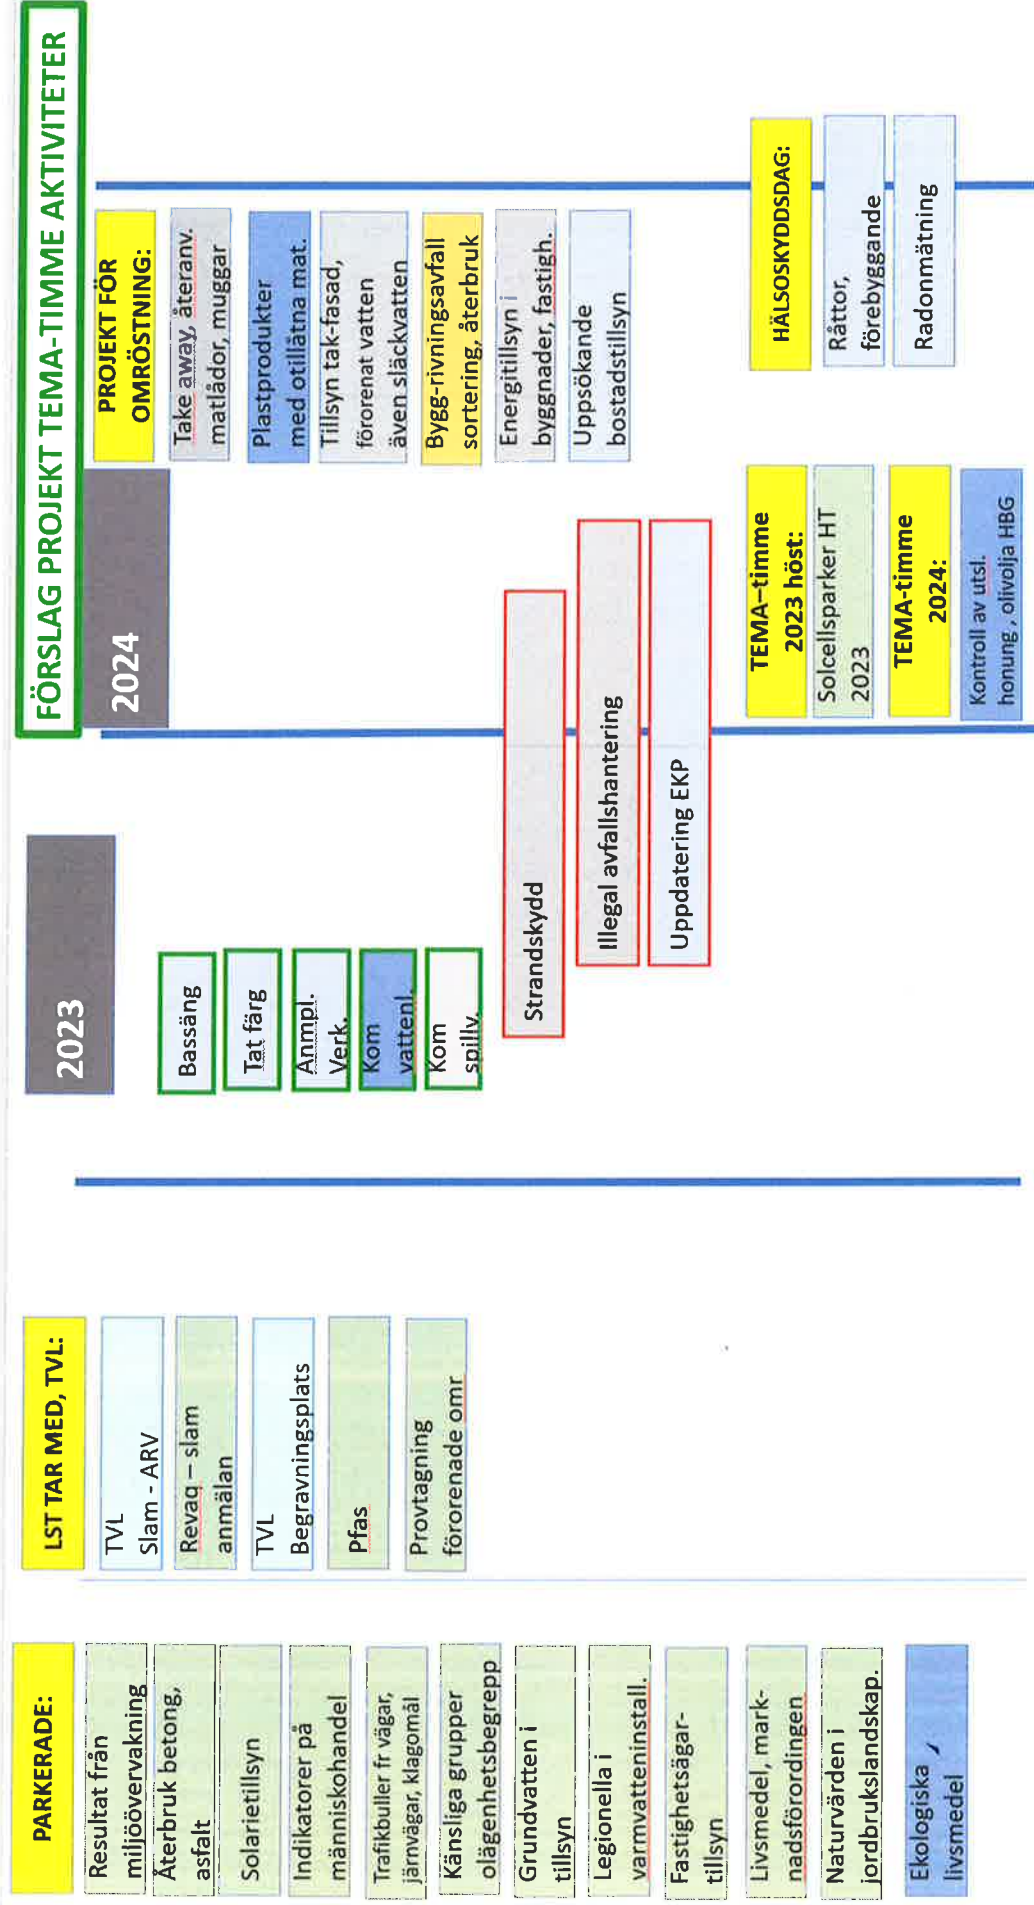 FÖRSLAG PROJEKT TEMA-TIMME AKTIVITETER
PARKERADE:
Resultat från
miljöövervakning
Återbruk betong,
asfalt
Solarietillsyn
Indikatorer på
människohandel
Trafikbuller fr vägar,
järnvägar, klagomål
Känsliga grupper
olägenhetsbegrepp
Grundvatten i
tillsyn
Legionella i
varmvatteninstall.
Fastighetsägar-
tillsyn
Livsmedel, mark-
nadsförordingen
Naturvärden i
jordbrukslandskap.
Ekologiska
livsmedel
LST TAR MED, TVL:
TVL
Slam - ARV
Revaq – slam
anmälan
TVL
Begravningsplats
Pfas
Provtagning
förorenade omr
2023
Bassäng
Tat färg
Anmpl.
Verk.
Kom
vattenl.
Kom
spillv.
Strandskydd
Illegal avfallshantering
Uppdatering EKP
2024
TEMA–timme
2023 höst:
Solcellsparker HT
2023
TEMA-timme
2024:
Kontroll av utsl.
honung , olivolja HBG
PROJEKT FÖR
OMRÖSTNING:
Take away, återanv.
matlådor, muggar
Plastprodukter
med otillåtna mat.
Tillsyn tak-fasad,
förorenat vatten
även släckvatten
Bygg-rivningsavfall
sortering, återbruk
Energitillsyn i
byggnader, fastigh.
Uppsökande
bostadstillsyn
HÄLSOSKYDDSDAG:
Råttor,
förebyggande
Radonmätning